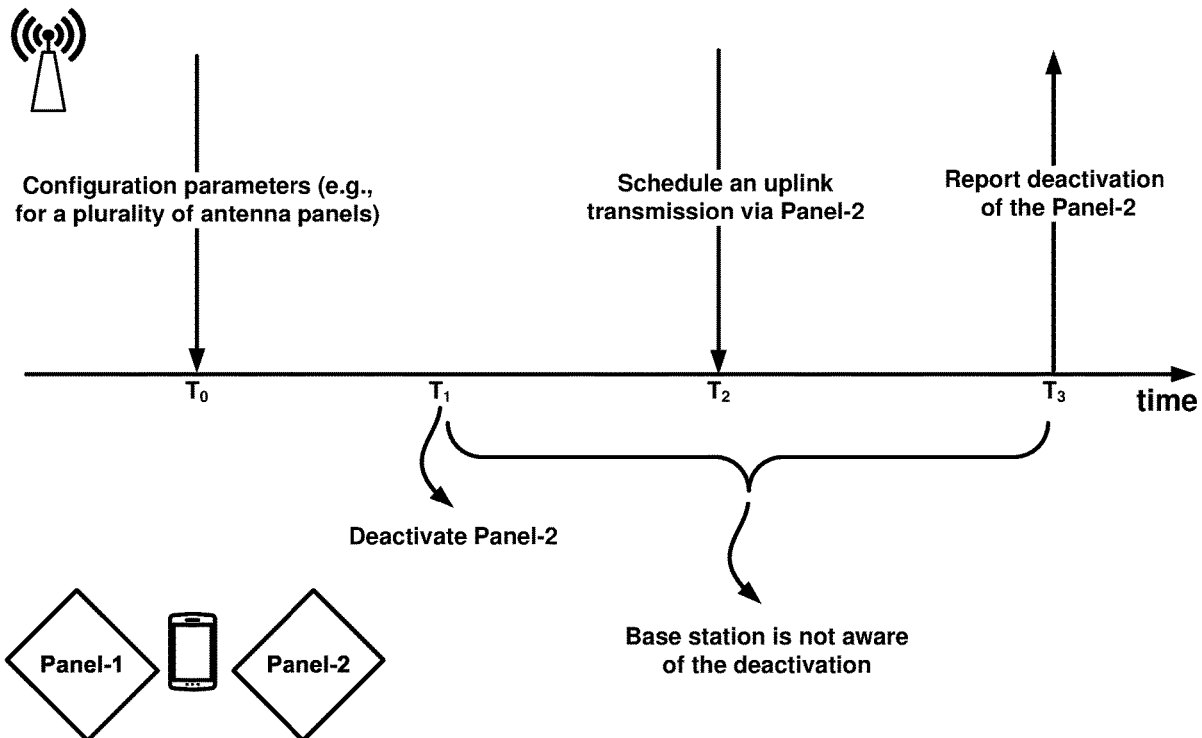 Configuration parameters (e.g.,
for a plurality of antenna panels)
Schedule an uplink
transmission via Panel-2
Report deactivation
of the Panel-2
T₀
T₁
T₂
T₃
time
Deactivate Panel-2
Base station is not aware
of the deactivation
Panel-1
Panel-2